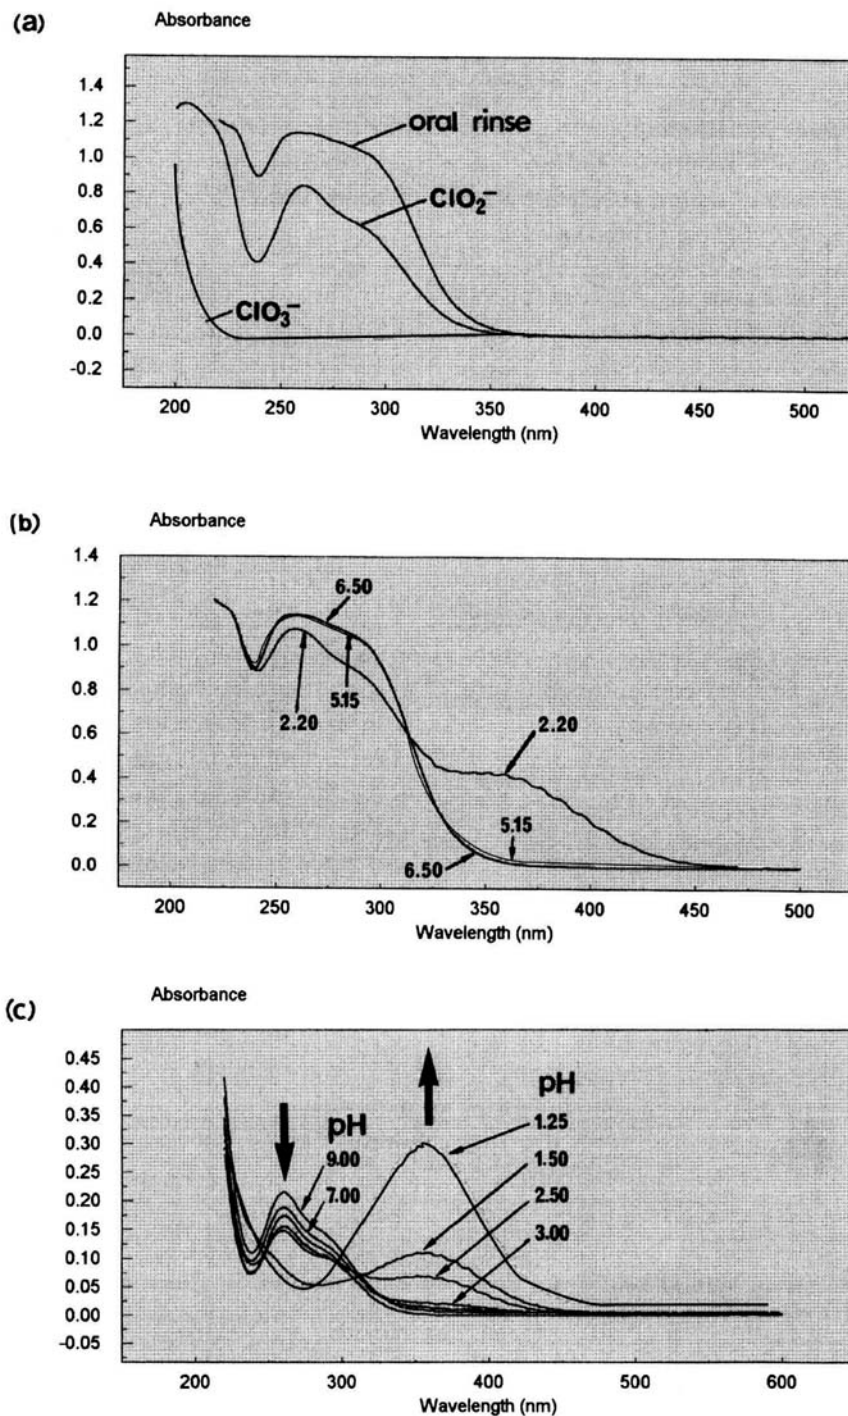 (a)
Absorbance
1.4
1.2
1.0
0.8
0.6
0.4
0.2
0.0
-0.2
oral rinse
ClO2−
ClO3−
200 250 300 350 400 450 500
Wavelength (nm)
(b)
Absorbance
1.4
1.2
1.0
0.8
0.6
0.4
0.2
0.0
6.50
5.15
2.20
2.20
5.15
6.50
200 250 300 350 400 450 500
Wavelength (nm)
(c)
Absorbance
0.45
0.40
0.35
0.30
0.25
0.20
0.15
0.10
0.05
0.00
-0.05
pH
9.00
7.00
pH
1.25
1.50
2.50
3.00
200 300 400 500 600
Wavelength (nm)